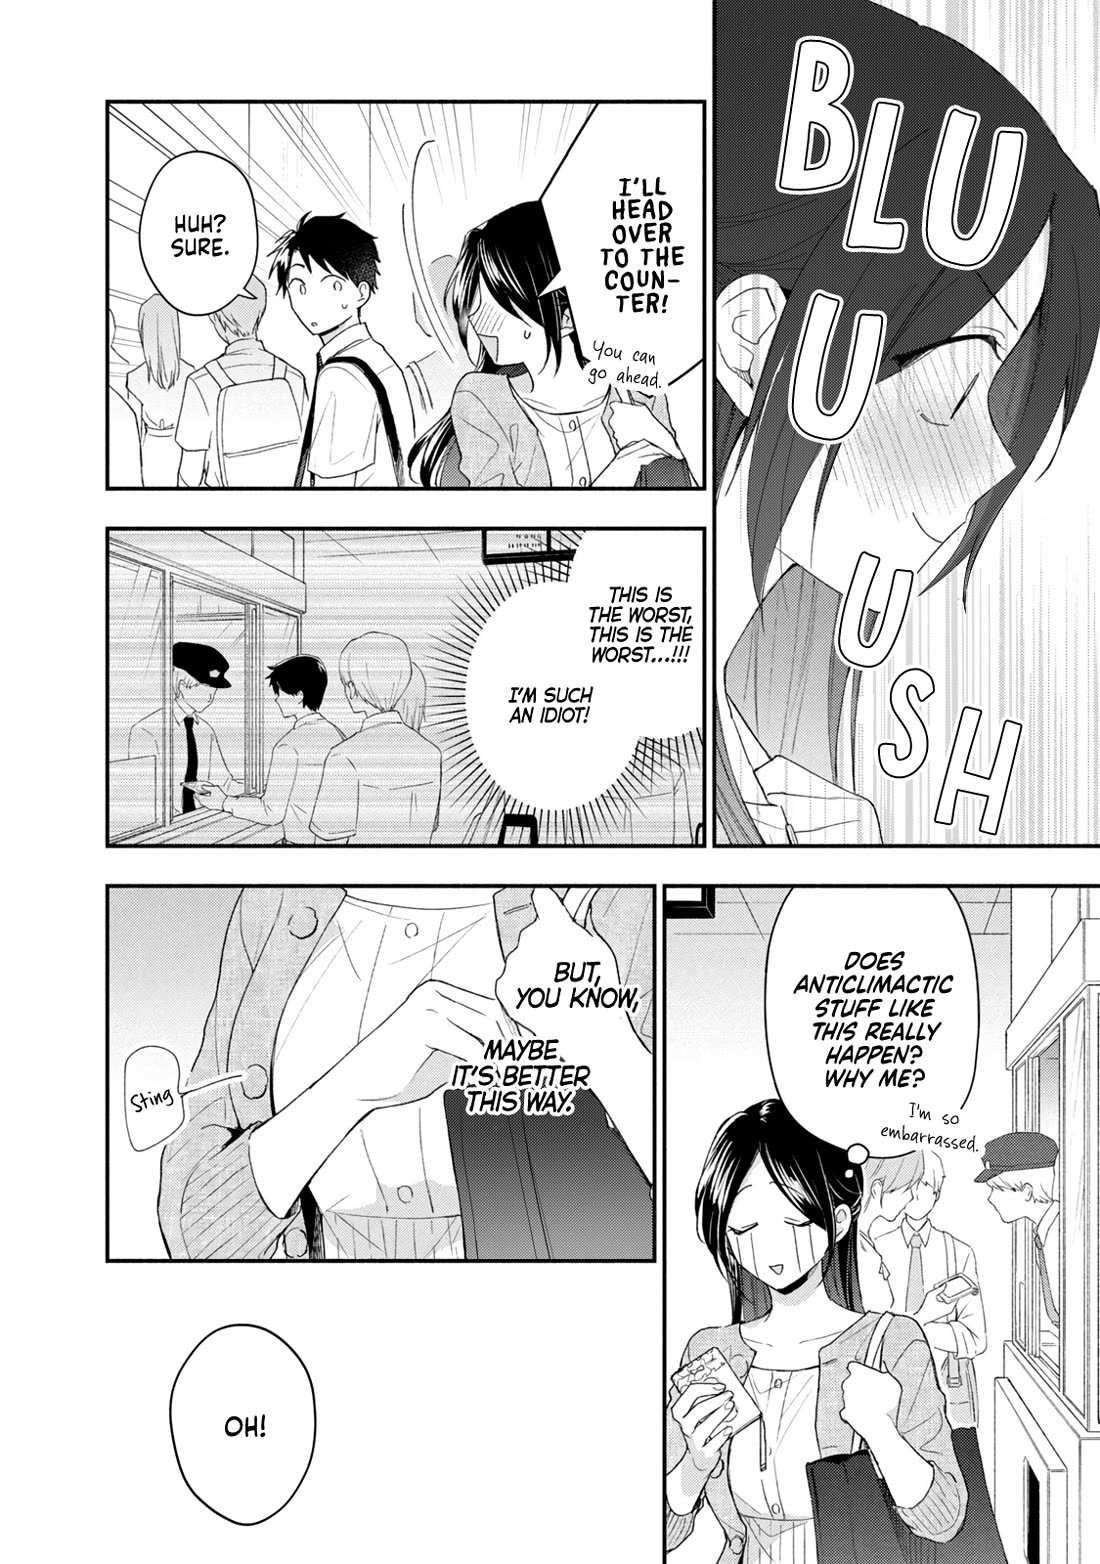 BLUUUUSH
I'LL
HEAD
OVER
TO THE
COUN-
TER!
You can
go ahead.
HUH?
SURE.
THIS IS
THE WORST,
THIS IS THE
WORST...!!!
I'M SUCH
AN IDIOT!
DOES
ANTICLIMACTIC
STUFF LIKE
THIS REALLY
HAPPEN?
WHY ME?
I'm so
embarrassed.
BUT,
YOU KNOW,
MAYBE
IT'S BETTER
THIS WAY.
Sting
OH!